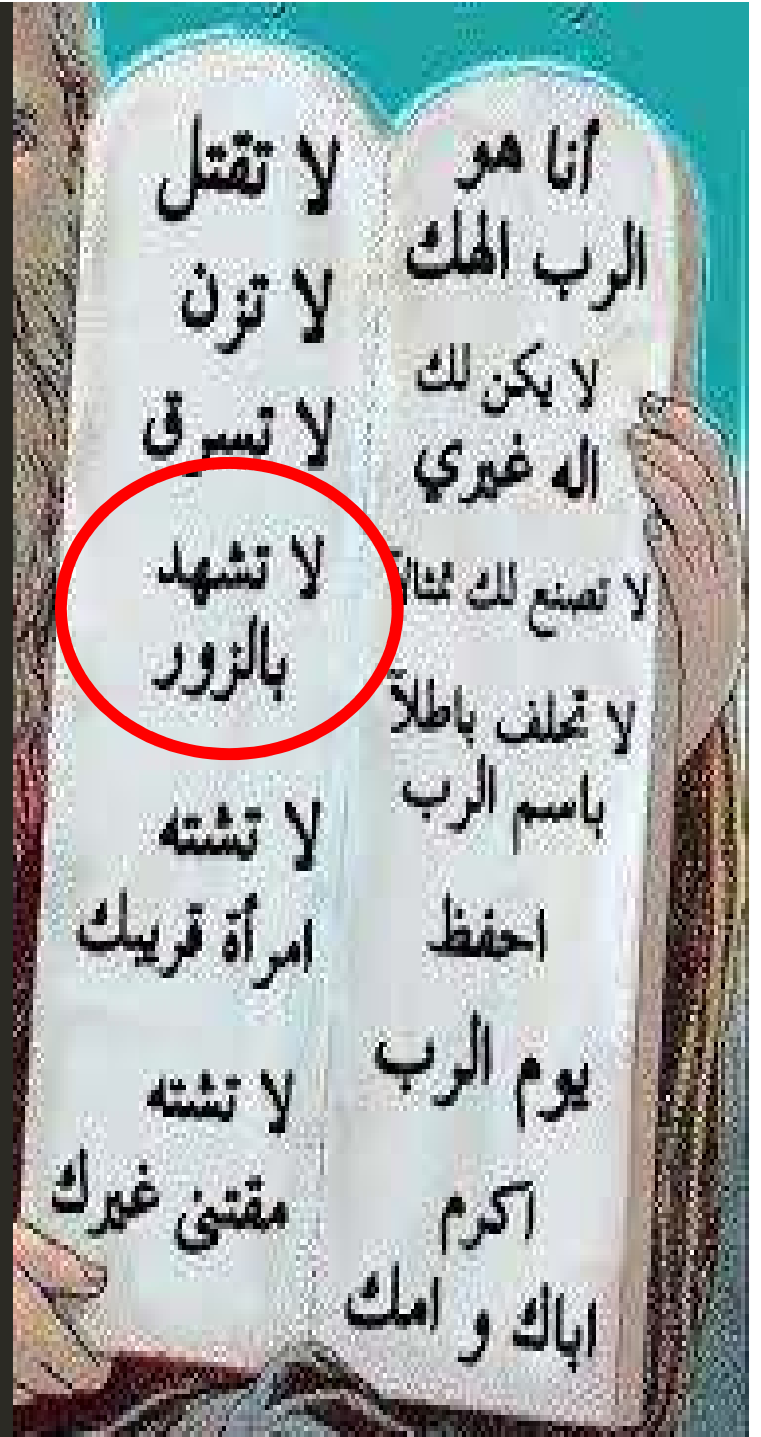 أنا هو
الرب الهك
لا يكن لك
اله غيري
لا تصنع لك
لا تحلف باطلاً
باسم الرب
احفظ
يوم الرب
اكرم
اباك و امك
لا تقتل
لا تزن
لا تسرق
لا تشهد
بالزور
لا تشته
امرأة قريبك
لا تشته
مقتنى غيرك